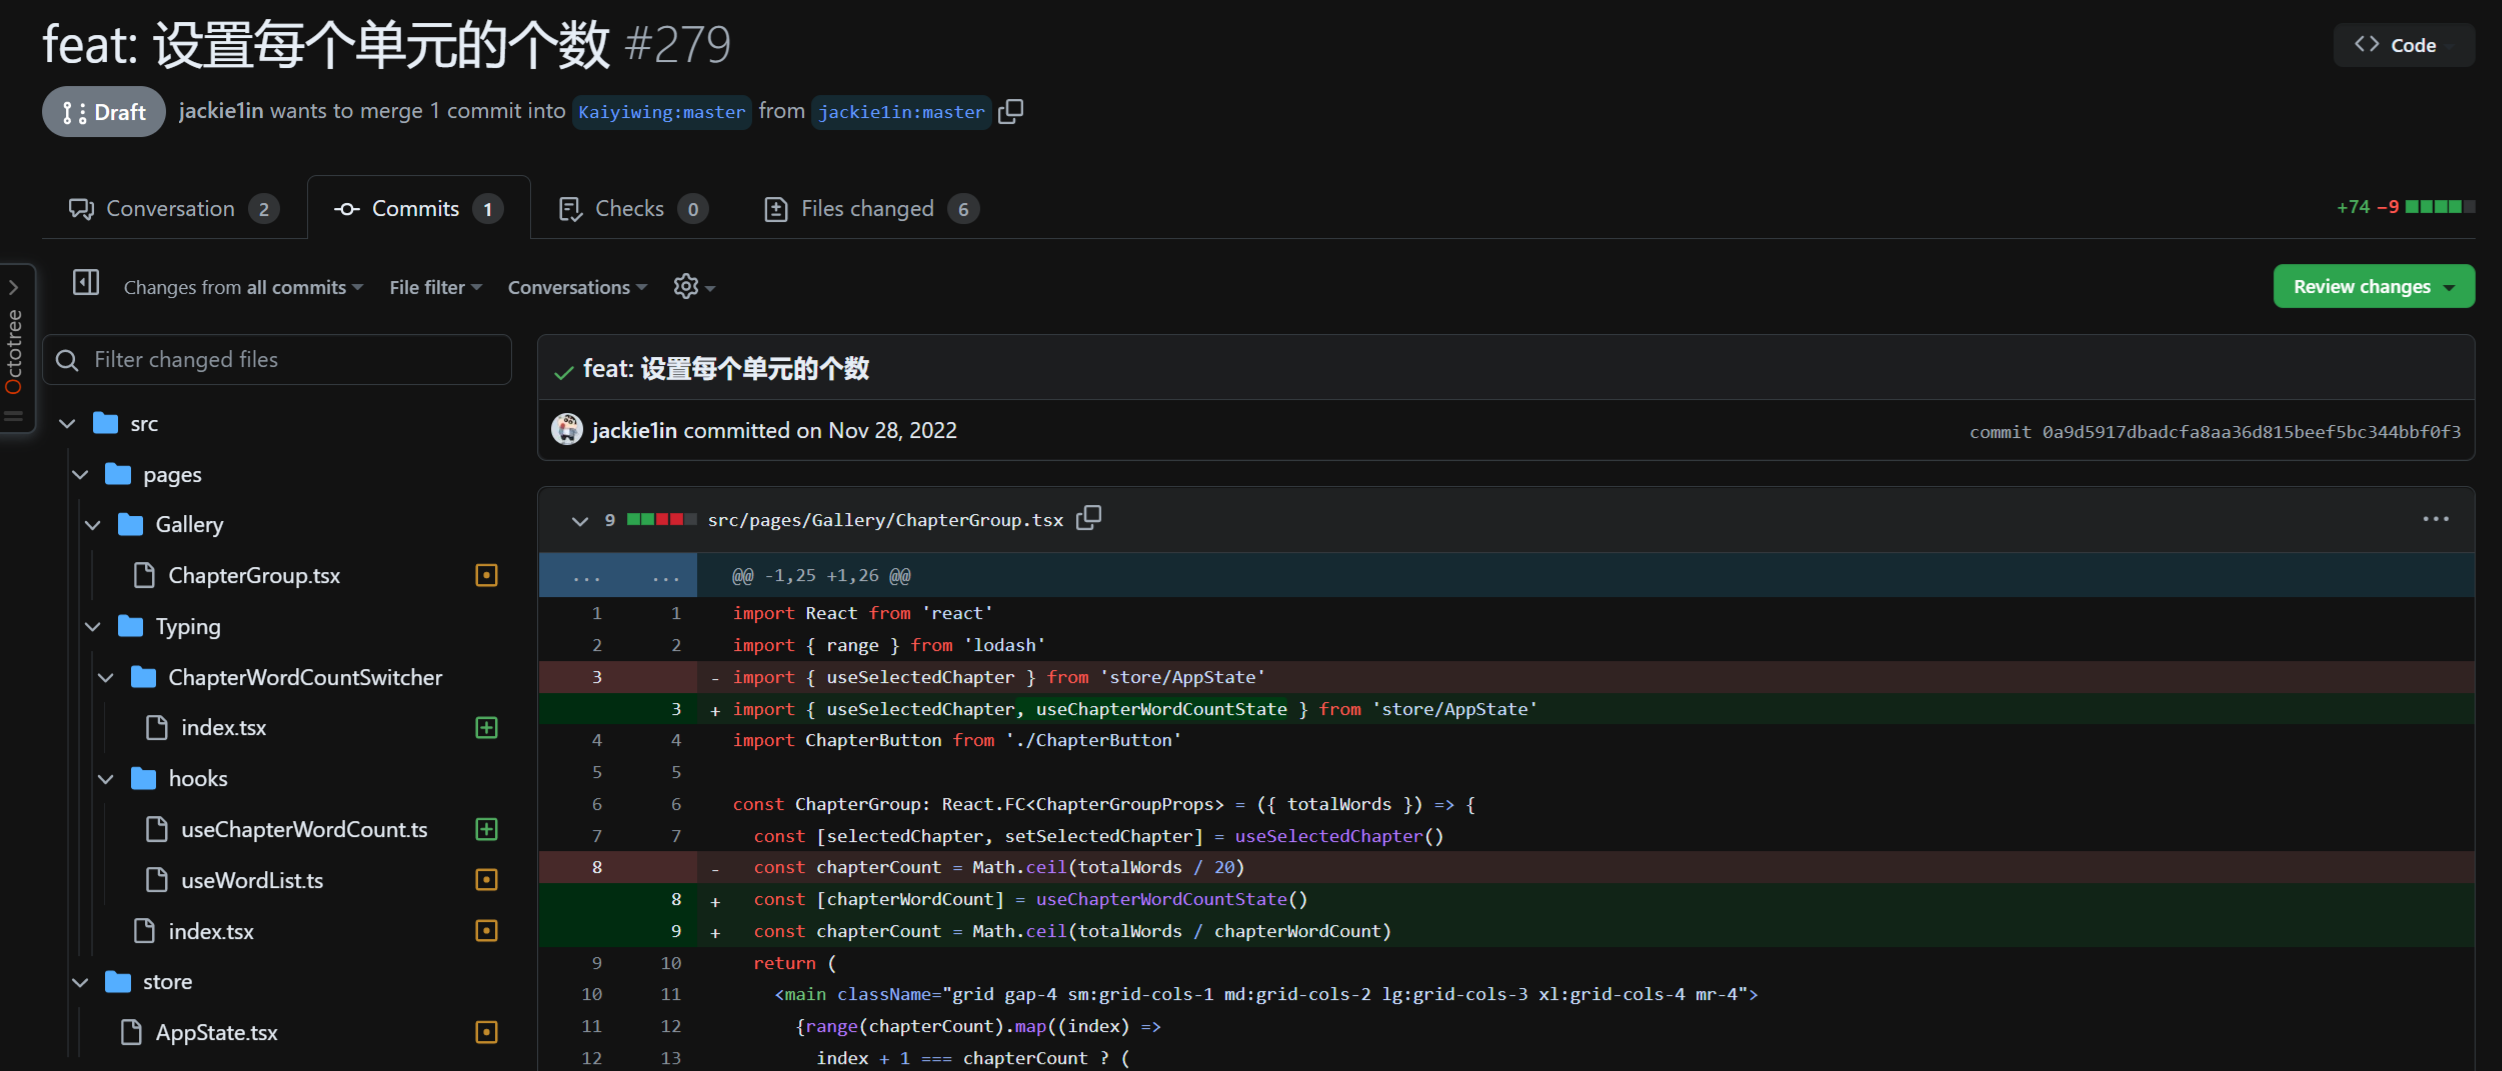 feat: 设置每个单元的个数 #279
Code
Draft jackie1in wants to merge 1 commit into Kaiyiwing:master from jackie1in:master
Conversation 2 Commits 1 Checks 0 Files changed 6
+74 −9
Changes from all commits File filter Conversations
Review changes
Octotree
Filter changed files
src
pages
Gallery
ChapterGroup.tsx
Typing
ChapterWordCountSwitcher
index.tsx
hooks
useChapterWordCount.ts
useWordList.ts
index.tsx
store
AppState.tsx
feat: 设置每个单元的个数
jackie1in committed on Nov 28, 2022
commit 0a9d5917dbadcfa8aa36d815beef5bc344bbf0f3
9 src/pages/Gallery/ChapterGroup.tsx
... ... @@ -1,25 +1,26 @@
1 1 import React from 'react'
2 2 import { range } from 'lodash'
3 - import { useSelectedChapter } from 'store/AppState'
3 + import { useSelectedChapter, useChapterWordCountState } from 'store/AppState'
4 4 import ChapterButton from './ChapterButton'
5 5
6 6 const ChapterGroup: React.FC<ChapterGroupProps> = ({ totalWords }) => {
7 7 const [selectedChapter, setSelectedChapter] = useSelectedChapter()
8 - const chapterCount = Math.ceil(totalWords / 20)
8 + const [chapterWordCount] = useChapterWordCountState()
9 + const chapterCount = Math.ceil(totalWords / chapterWordCount)
9 10 return (
10 11 <main className="grid gap-4 sm:grid-cols-1 md:grid-cols-2 lg:grid-cols-3 xl:grid-cols-4 mr-4">
11 12 {range(chapterCount).map((index) =>
12 13 index + 1 === chapterCount ? (